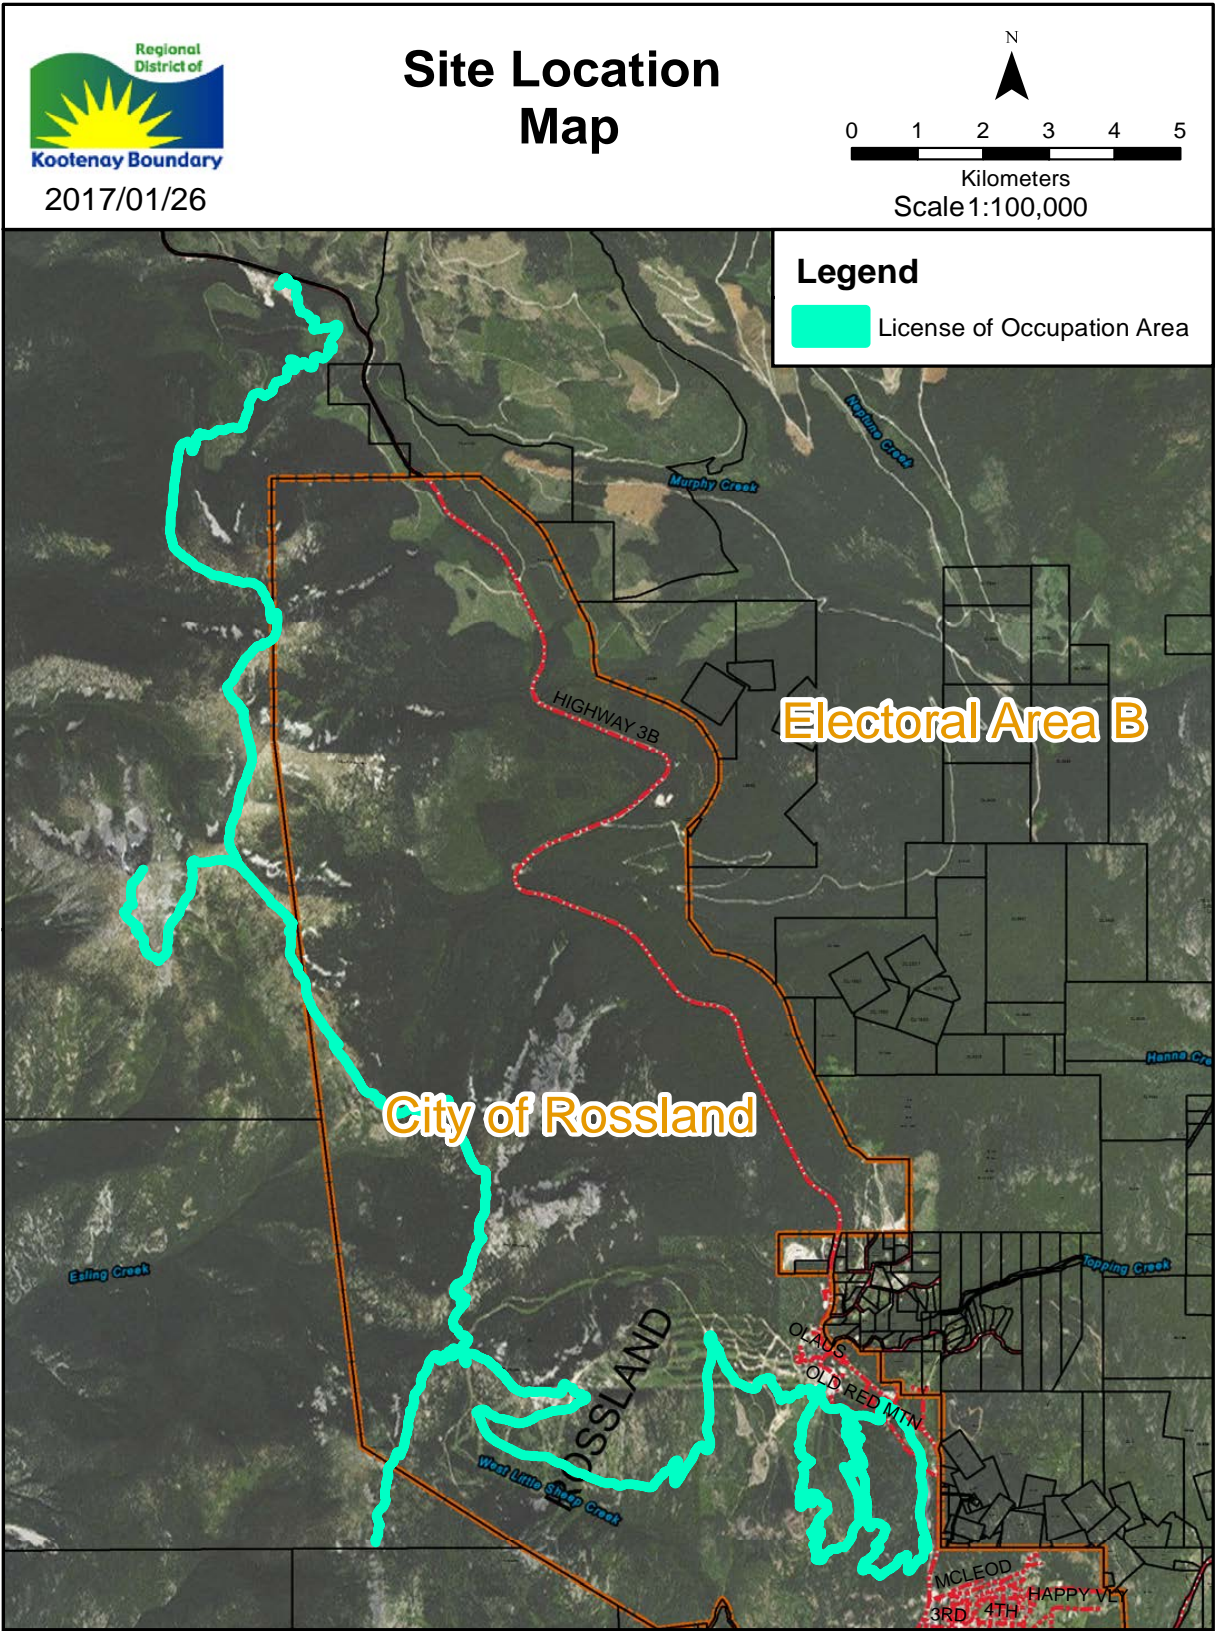 Regional
District of
Kootenay Boundary
2017/01/26
Site Location
Map
N
0 1 2 3 4 5
Kilometers
Scale 1:100,000
Legend
License of Occupation Area
Neptune Creek
Murphy Creek
HIGHWAY 3B
Electoral Area B
Hanna Cre
City of Rossland
Esling Creek
Topping Creek
ROSSLAND
OLAUS
OLD RED MTN
West Little Sheep Creek
MCLEOD
HAPPY VLY
3RD
4TH